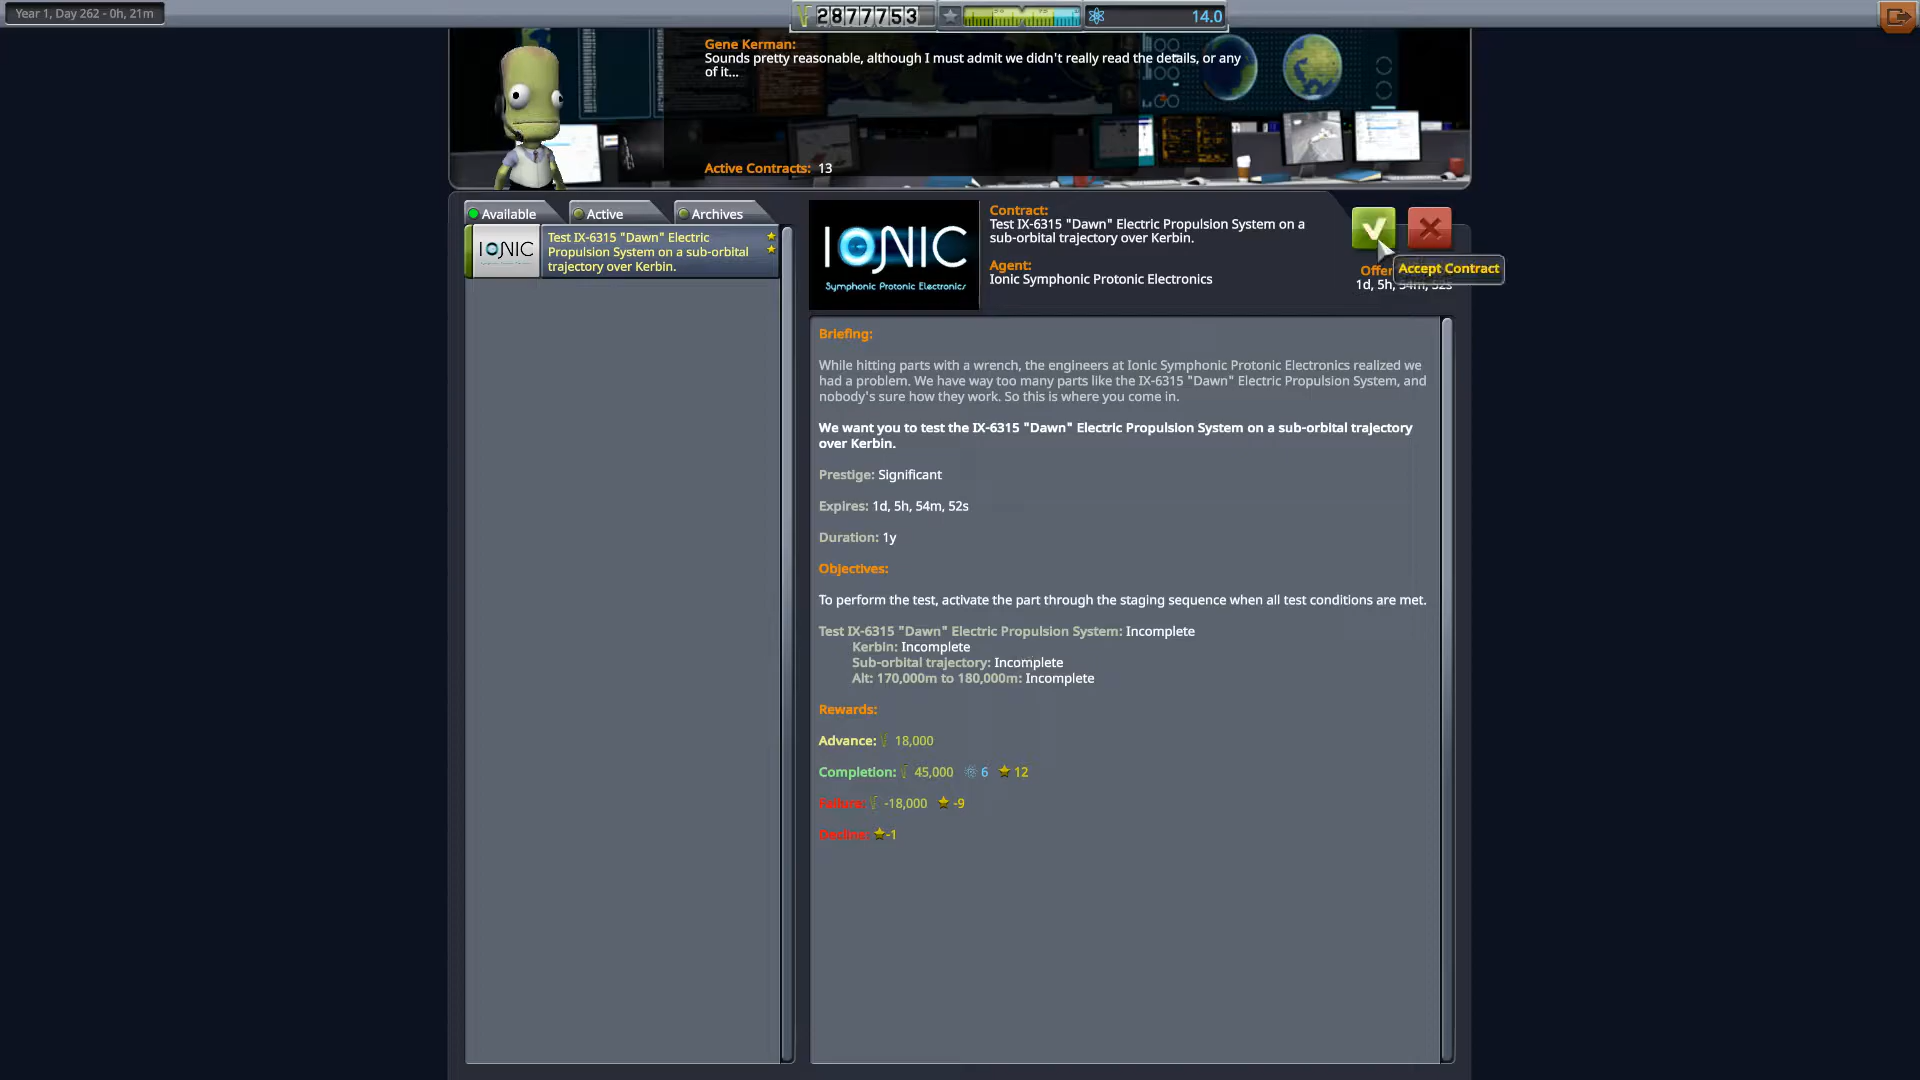 Year 1, Day 262 - 0h, 21m
2877753
14.0
Gene Kerman:
Sounds pretty reasonable, although I must admit we didn't really read the details, or any
of it...
Active Contracts: 13
Available
Active
Archives
IONIC
Test IX-6315 "Dawn" Electric
Propulsion System on a sub-orbital
trajectory over Kerbin.
IONIC
Symphonic Protonic Electronics
Contract:
Test IX-6315 "Dawn" Electric Propulsion System on a
sub-orbital trajectory over Kerbin.
Agent:
Ionic Symphonic Protonic Electronics
Offer
Accept Contract
1d, 5h, 54m, 52s
Briefing:
While hitting parts with a wrench, the engineers at Ionic Symphonic Protonic Electronics realized we
had a problem. We have way too many parts like the IX-6315 "Dawn" Electric Propulsion System, and
nobody's sure how they work. So this is where you come in.
We want you to test the IX-6315 "Dawn" Electric Propulsion System on a sub-orbital trajectory
over Kerbin.
Prestige: Significant
Expires: 1d, 5h, 54m, 52s
Duration: 1y
Objectives:
To perform the test, activate the part through the staging sequence when all test conditions are met.
Test IX-6315 "Dawn" Electric Propulsion System: Incomplete
Kerbin: Incomplete
Sub-orbital trajectory: Incomplete
Alt: 170,000m to 180,000m: Incomplete
Rewards:
Advance: 18,000
Completion: 45,000 6 12
Failure: -18,000 -9
Decline: -1